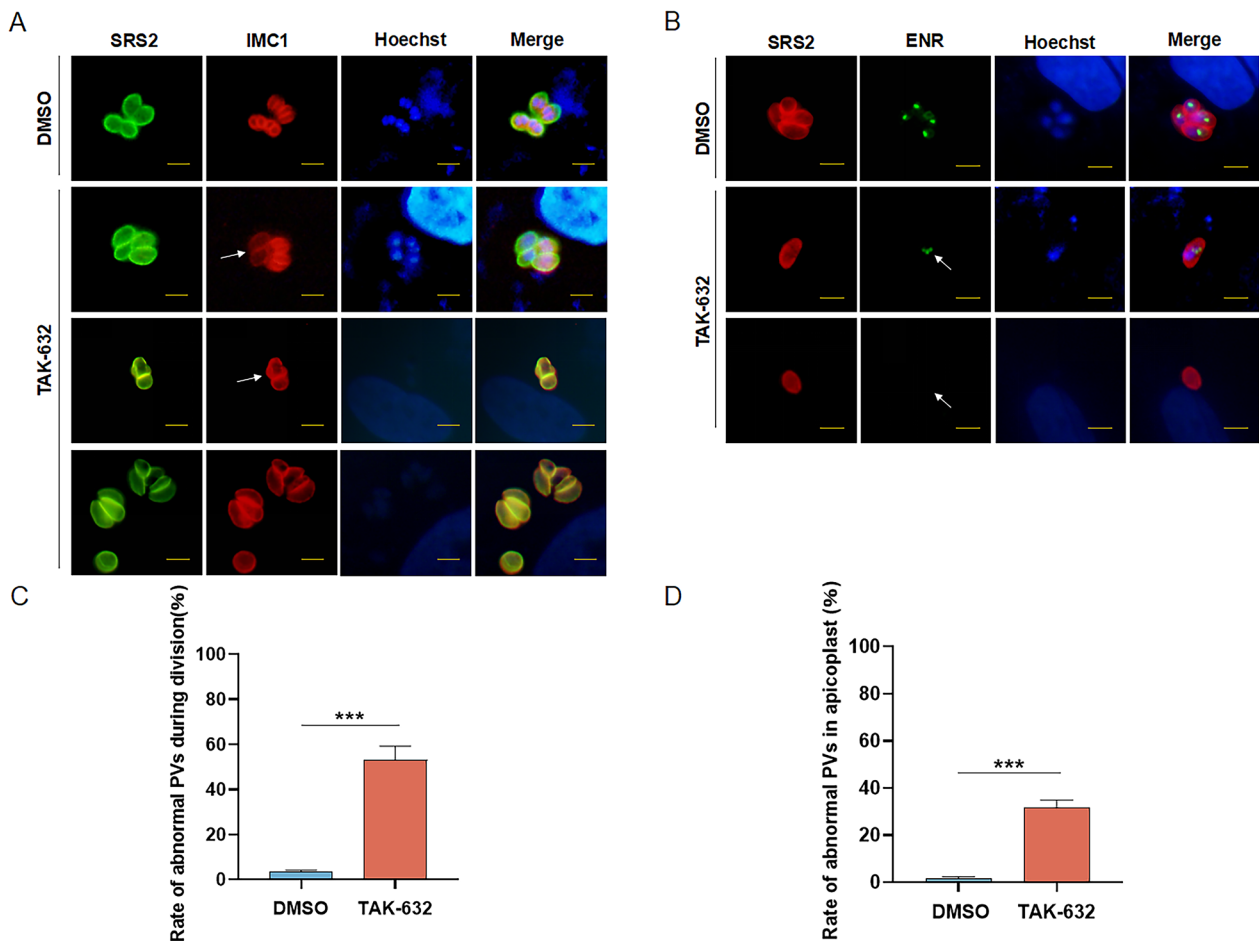 A
SRS2 IMC1 Hoechst Merge
DMSO
TAK-632
B
SRS2 ENR Hoechst Merge
DMSO
TAK-632
C
Rate of abnormal PVs during division(%)
100
80
60
40
20
0
***
DMSO TAK-632
D
Rate of abnormal PVs in apicoplast (%)
100
80
60
40
20
0
***
DMSO TAK-632